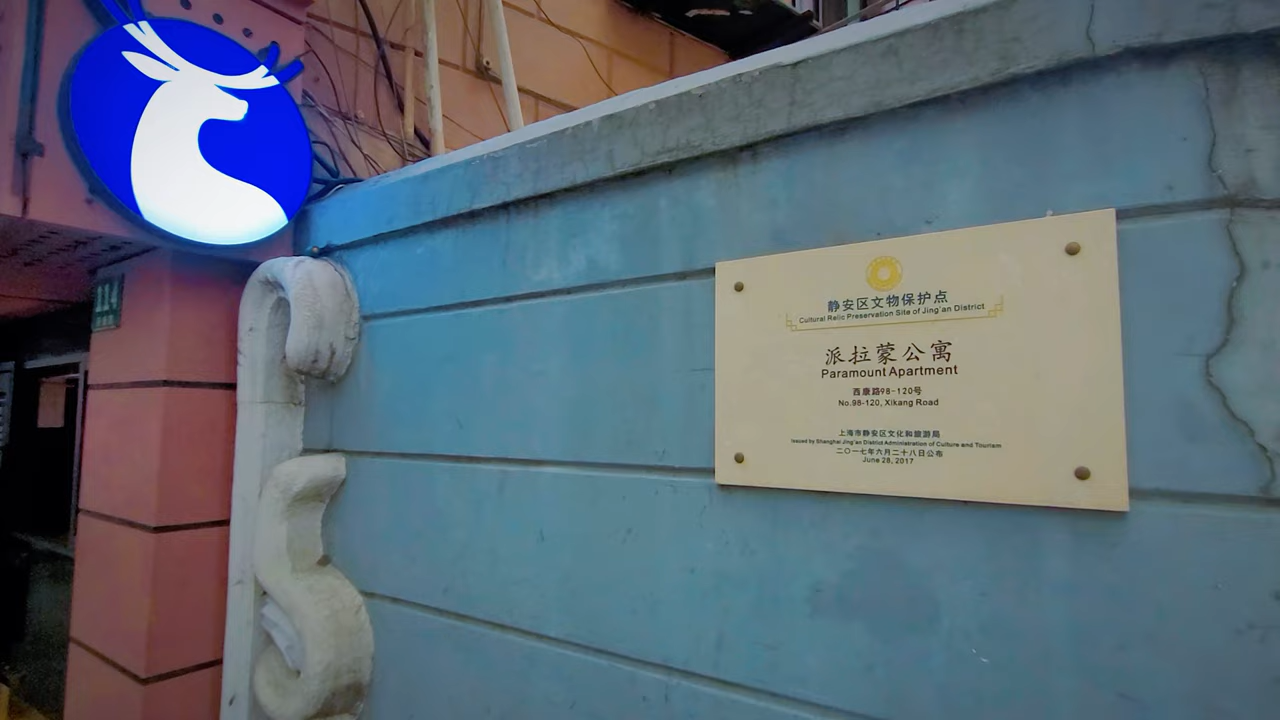 114
静安区文物保护点
Cultural Relic Preservation Site of Jing'an District
派拉蒙公寓
Paramount Apartment
西康路98-120号
No.98-120, Xikang Road
上海市静安区文化和旅游局
Issued by Shanghai Jing'an District Administration of Culture and Tourism
二〇一七年六月二十八日公布
June 28, 2017